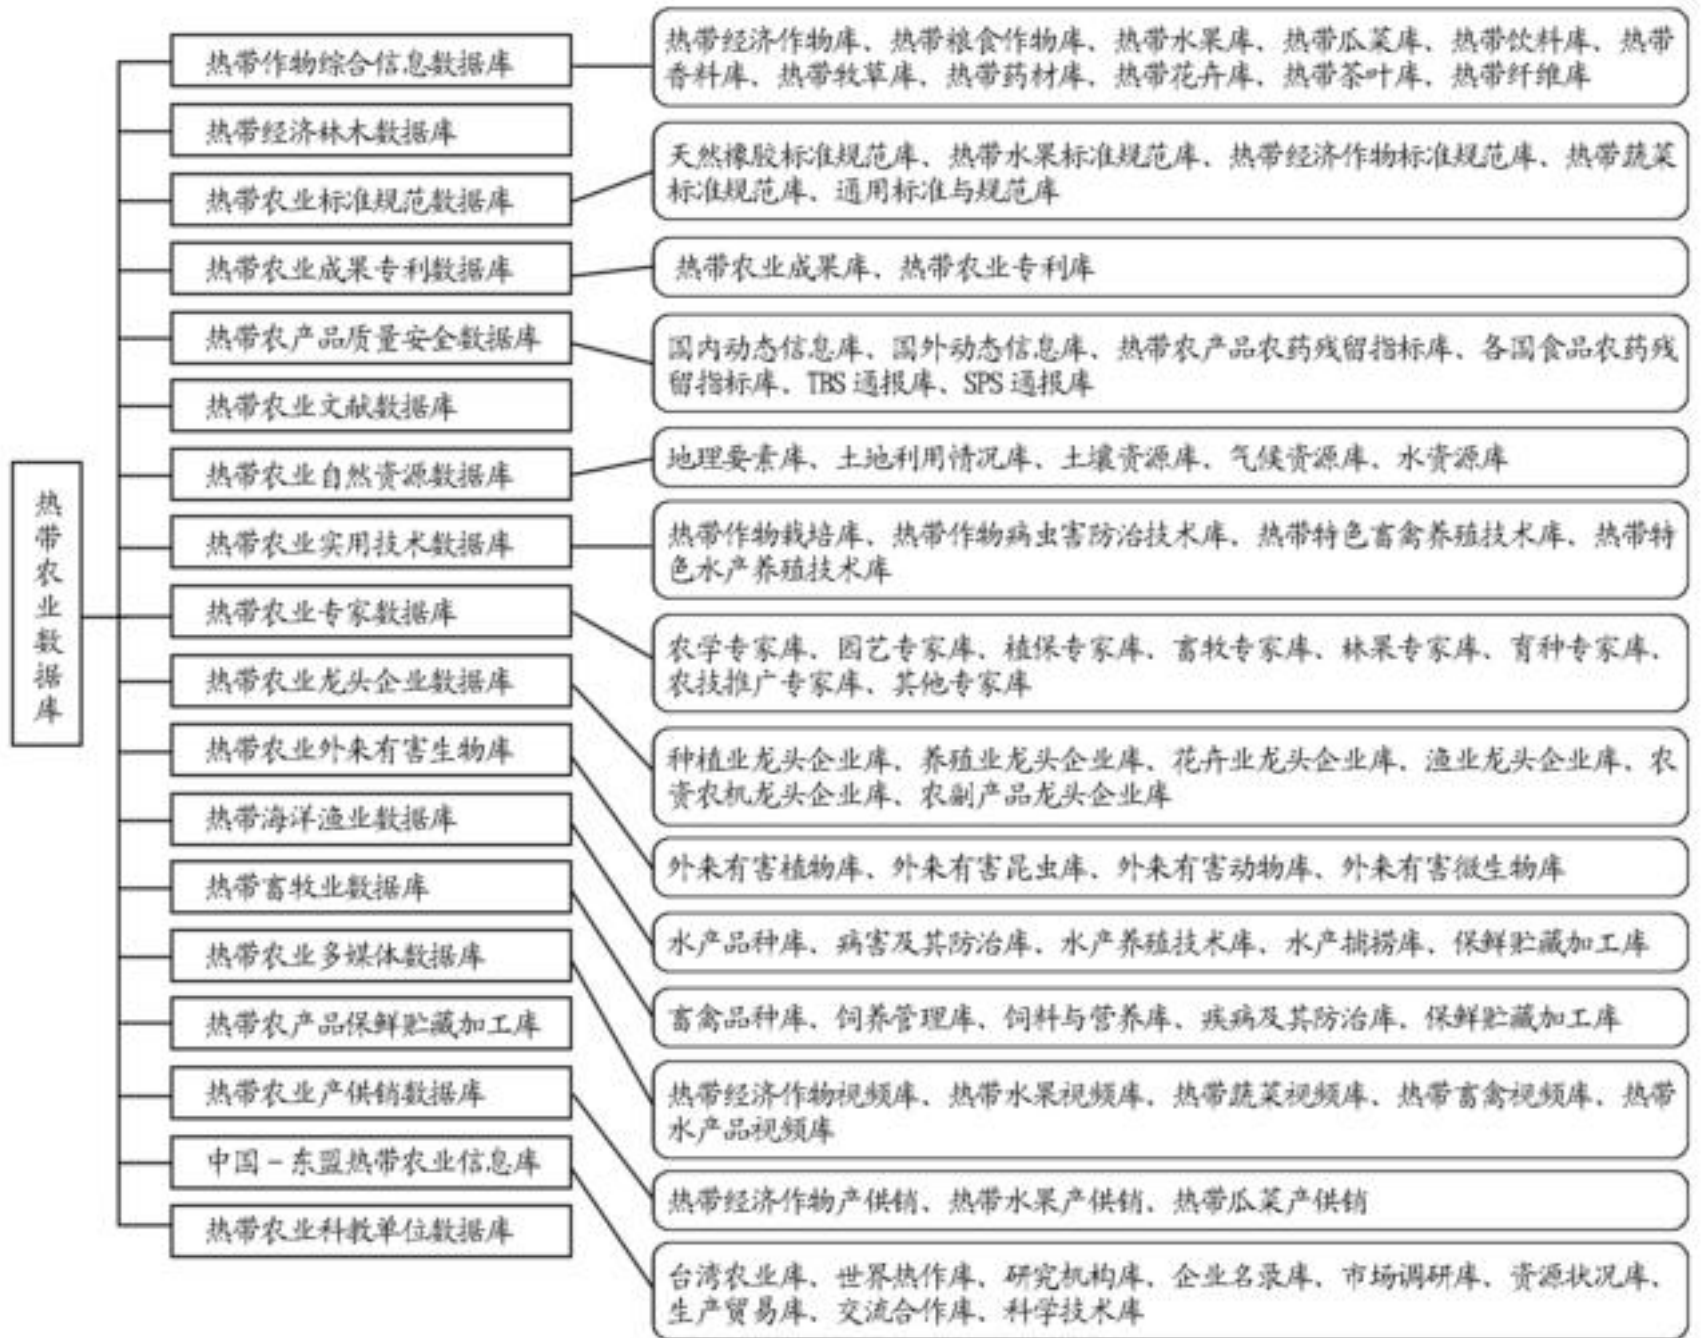 热带农业数据库
热带作物综合信息数据库
热带经济作物库、热带粮食作物库、热带水果库、热带瓜菜库、热带饮料库、热带
香料库、热带牧草库、热带药材库、热带花卉库、热带茶叶库、热带纤维库
热带经济林木数据库
热带农业标准规范数据库
天然橡胶标准规范库、热带水果标准规范库、热带经济作物标准规范库、热带蔬菜
标准规范库、通用标准与规范库
热带农业成果专利数据库
热带农业成果库、热带农业专利库
热带农产品质量安全数据库
国内动态信息库、国外动态信息库、热带农产品农药残留指标库、各国食品农药残
留指标库、TBS 通报库、SPS 通报库
热带农业文献数据库
热带农业自然资源数据库
地理要素库、土地利用情况库、土壤资源库、气候资源库、水资源库
热带农业实用技术数据库
热带作物栽培库、热带作物病虫害防治技术库、热带特色畜禽养殖技术库、热带特
色水产养殖技术库
热带农业专家数据库
农学专家库、园艺专家库、植保专家库、畜牧专家库、林果专家库、育种专家库、
农技推广专家库、其他专家库
热带农业龙头企业数据库
种植业龙头企业库、养殖业龙头企业库、花卉业龙头企业库、渔业龙头企业库、农
资农机龙头企业库、农副产品龙头企业库
热带农业外来有害生物库
外来有害植物库、外来有害昆虫库、外来有害动物库、外来有害微生物库
热带海洋渔业数据库
水产品种库、病害及其防治库、水产养殖技术库、水产捕捞库、保鲜贮藏加工库
热带畜牧业数据库
畜禽品种库、饲养管理库、饲料与营养库、疾病及其防治库、保鲜贮藏加工库
热带农业多媒体数据库
热带经济作物视频库、热带水果视频库、热带蔬菜视频库、热带畜禽视频库、热带
水产品视频库
热带农产品保鲜贮藏加工库
热带农业产供销数据库
热带经济作物产供销、热带水果产供销、热带瓜菜产供销
中国－东盟热带农业信息库
台湾农业库、世界热作库、研究机构库、企业名录库、市场调研库、资源状况库、
生产贸易库、交流合作库、科学技术库
热带农业科教单位数据库